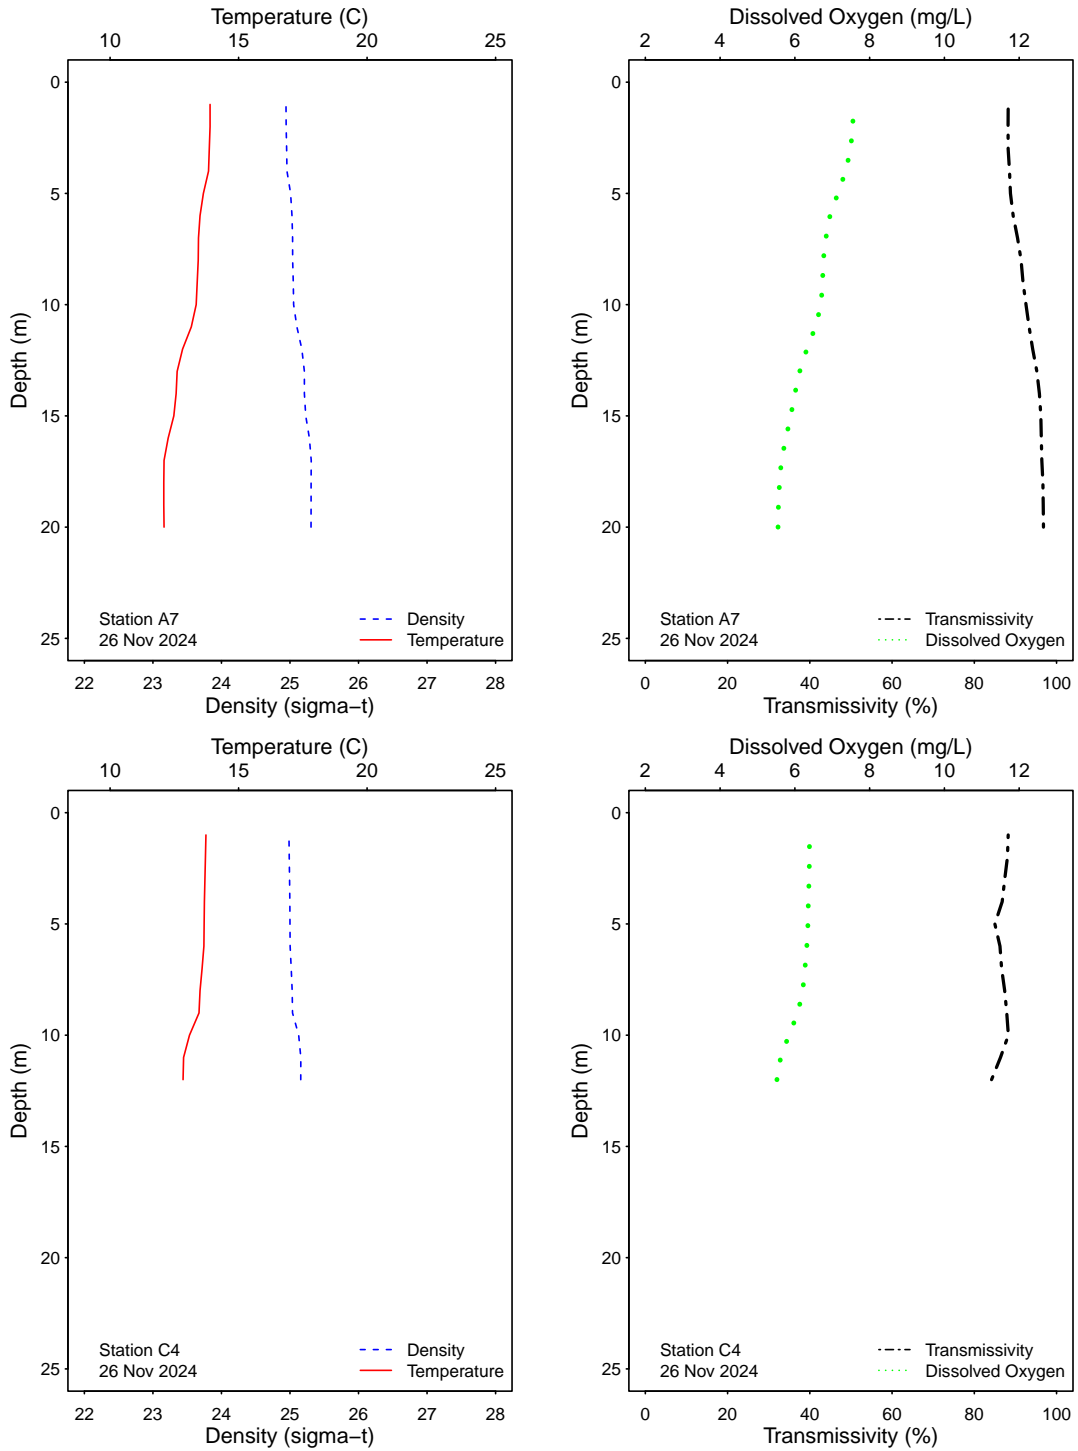 Temperature (C)
10 15 20 25
0
5
10
15
20
25
Depth (m)
Station A7
26 Nov 2024
Density
Temperature
22 23 24 25 26 27 28
Density (sigma−t)
Dissolved Oxygen (mg/L)
2 4 6 8 10 12
0
5
10
15
20
25
Depth (m)
Station A7
26 Nov 2024
Transmissivity
Dissolved Oxygen
0 20 40 60 80 100
Transmissivity (%)
Temperature (C)
10 15 20 25
0
5
10
15
20
25
Depth (m)
Station C4
26 Nov 2024
Density
Temperature
22 23 24 25 26 27 28
Density (sigma−t)
Dissolved Oxygen (mg/L)
2 4 6 8 10 12
0
5
10
15
20
25
Depth (m)
Station C4
26 Nov 2024
Transmissivity
Dissolved Oxygen
0 20 40 60 80 100
Transmissivity (%)